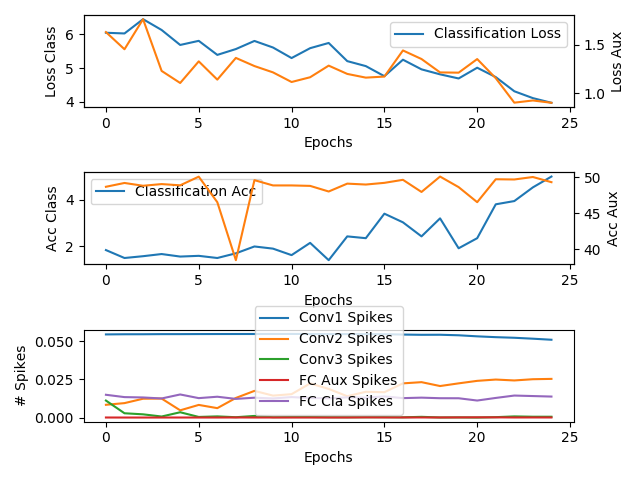 6
5
4
Loss Class
Classification Loss
1.5
1.0
Loss Aux
0
5
10
15
20
25
Epochs
4
2
Acc Class
Classification Acc
50
45
40
Acc Aux
0
5
10
15
20
25
Epochs
0.050
0.025
0.000
# Spikes
Conv1 Spikes
Conv2 Spikes
Conv3 Spikes
FC Aux Spikes
FC Cla Spikes
0
5
10
15
20
25
Epochs